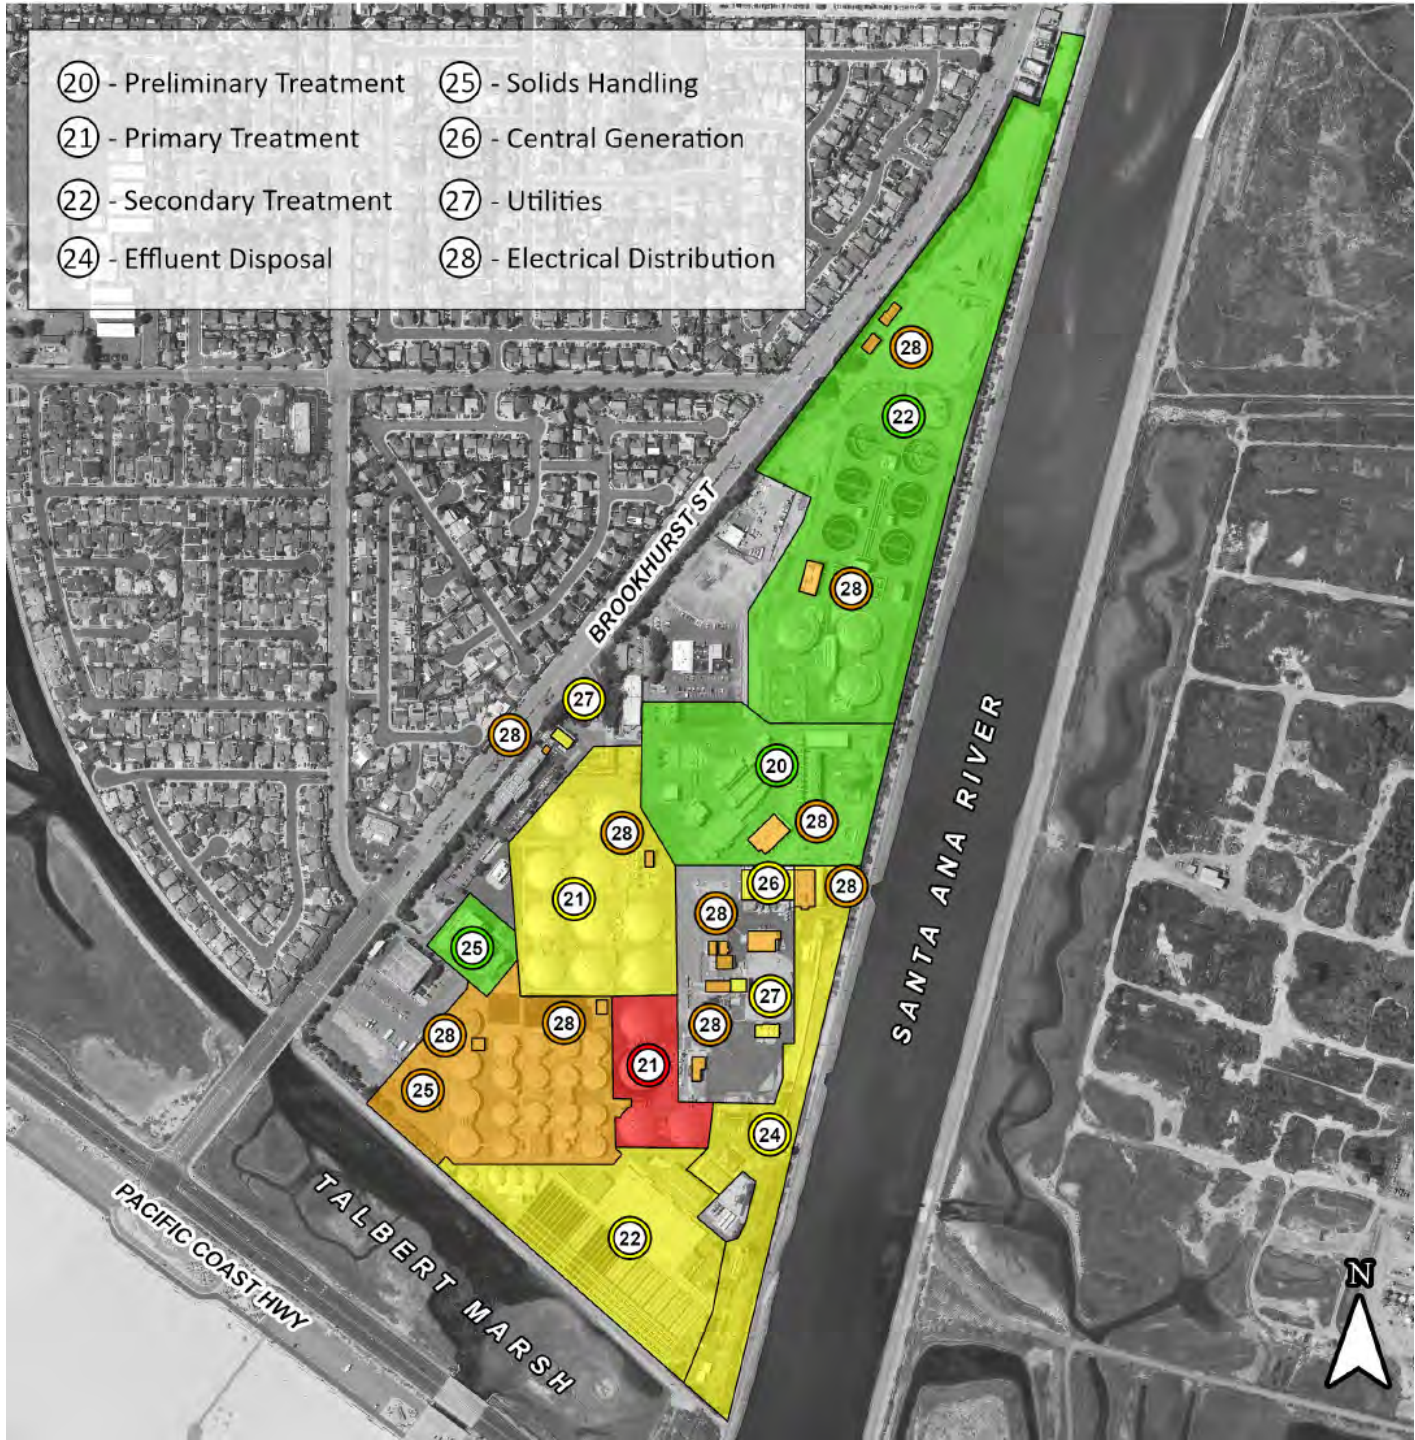 20 - Preliminary Treatment
21 - Primary Treatment
22 - Secondary Treatment
24 - Effluent Disposal
25 - Solids Handling
26 - Central Generation
27 - Utilities
28 - Electrical Distribution
28
22
28
BROOKHURST ST
27
28
20
28
28
21
26
28
28
25
27
28
28
28
21
25
24
22
SANTA ANA RIVER
TALBERT MARSH
PACIFIC COAST HWY
N